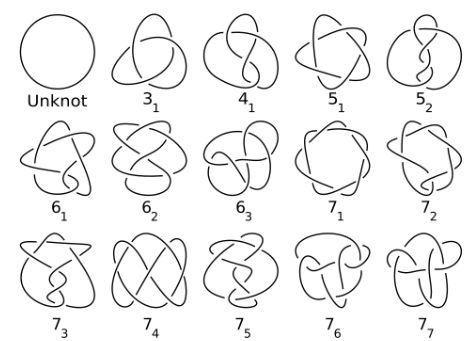 Unknot 3₁ 4₁ 5₁ 5₂
6₁ 6₂ 6₃ 7₁ 7₂
7₃ 7₄ 7₅ 7₆ 7₇